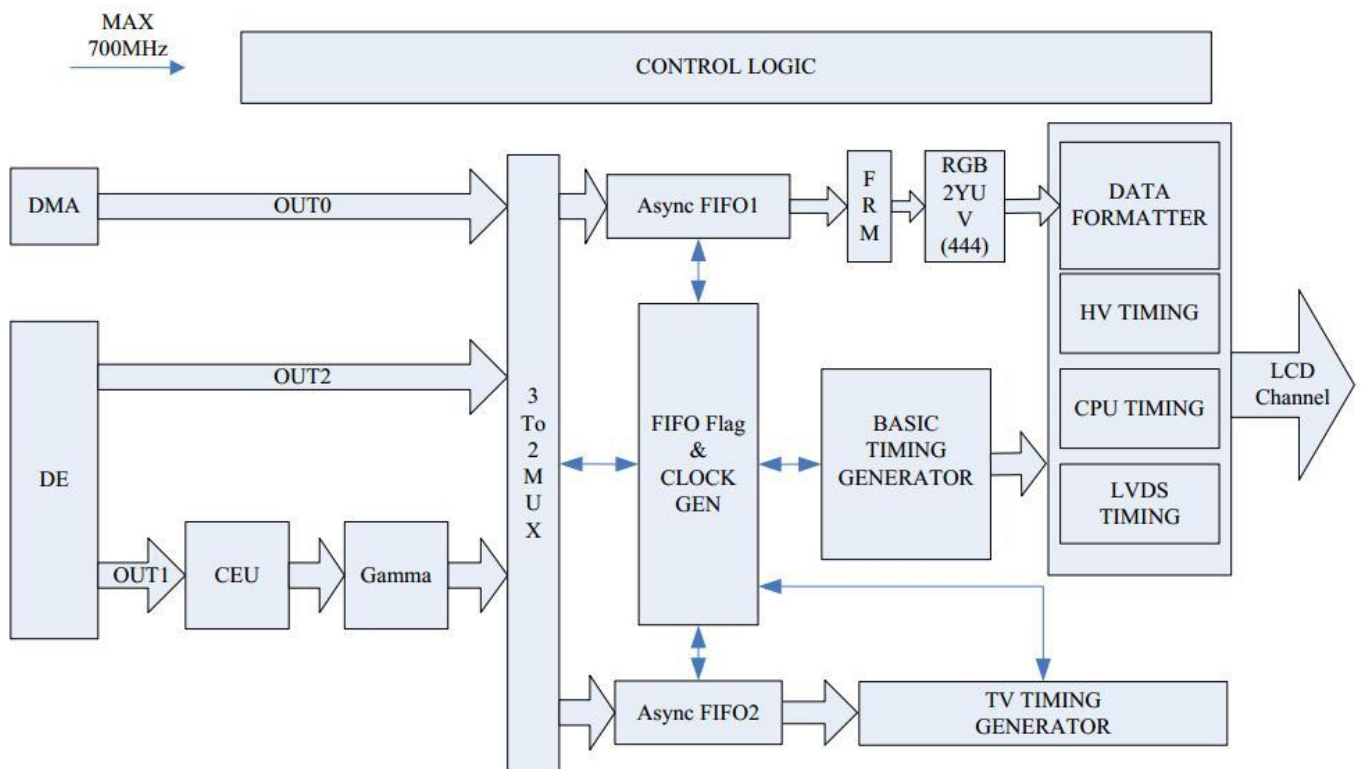 MAX
700MHz
CONTROL LOGIC
DMA
OUT0
DE
OUT2
OUT1
CEU
Gamma
3
To
2
M
U
X
Async FIFO1
F
R
M
RGB
2YU
V
(444)
FIFO Flag
&
CLOCK
GEN
BASIC
TIMING
GENERATOR
Async FIFO2
TV TIMING
GENERATOR
DATA
FORMATTER
HV TIMING
CPU TIMING
LVDS
TIMING
LCD
Channel